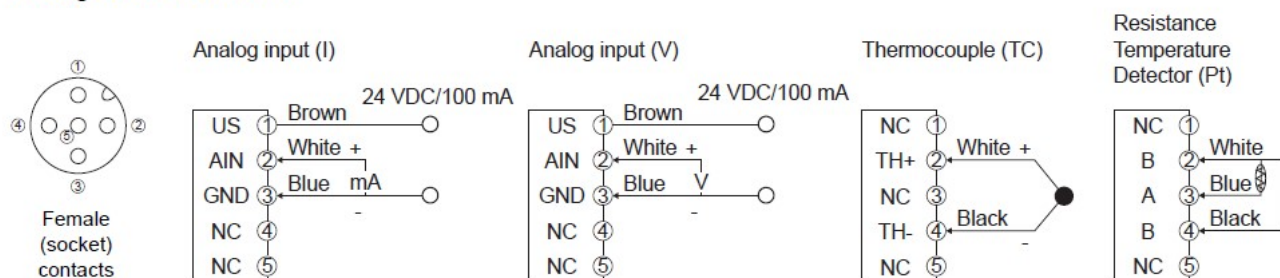 Resistance
Temperature
Detector (Pt)
Analog input (I)
Analog input (V)
Thermocouple (TC)
①
④ ⑤ ②
③
Female
(socket)
contacts
24 VDC/100 mA
US ① Brown
AIN ② White +
GND ③ Blue mA
-
NC ④
NC ⑤
24 VDC/100 mA
US ① Brown
AIN ② White +
GND ③ Blue V
-
NC ④
NC ⑤
NC ①
TH+ ② White +
NC ③
TH- ④ Black
-
NC ⑤
NC ①
B ② White
A ③ Blue
B ④ Black
NC ⑤